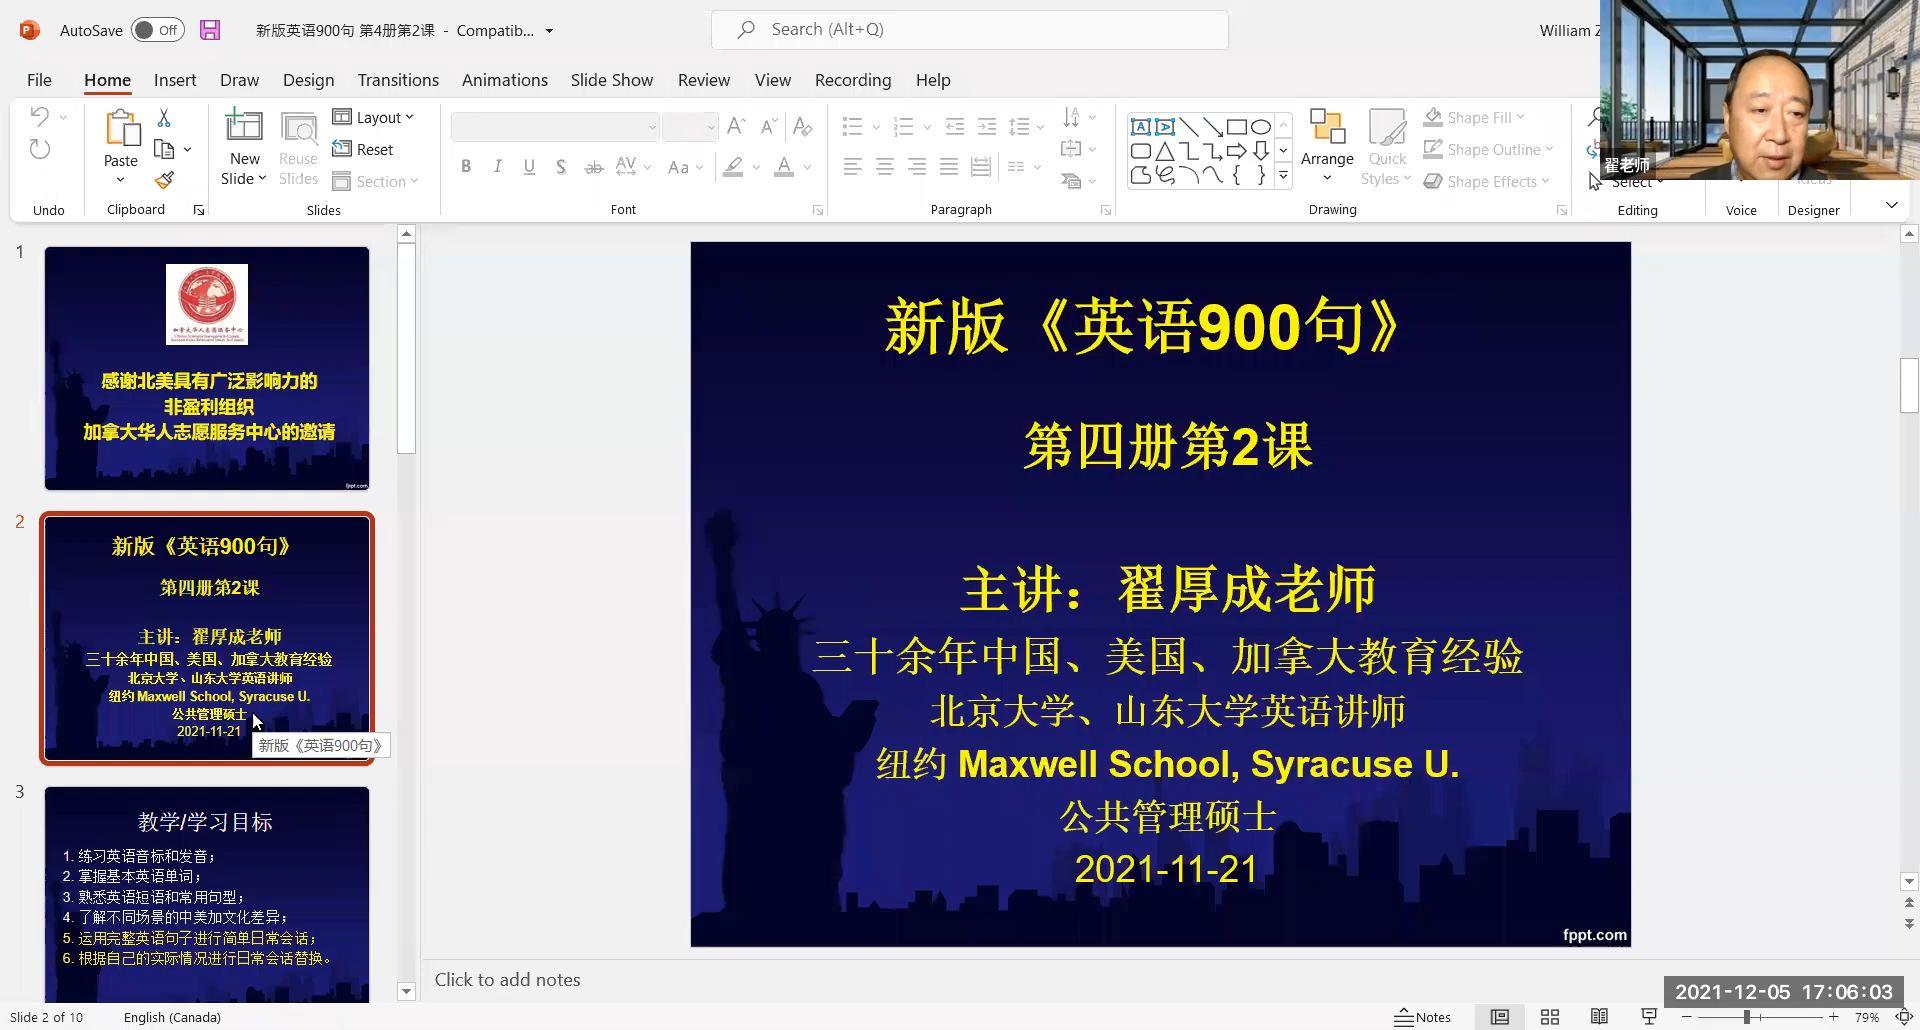 AutoSave Off 新版英语900句 第4册第2课 - Compatib... Search (Alt+Q) William
File Home Insert Draw Design Transitions Animations Slide Show Review View Recording Help
翟老师
Paste
New Slide
Reuse Slides
Layout
Reset
Section
B I U S ab AV Aa A
Arrange
Quick Styles
Shape Fill
Shape Outline
Shape Effects
Select
Undo Clipboard Slides Font Paragraph Drawing Editing Voice Designer
1
加拿大华人志愿服务中心
感谢北美具有广泛影响力的
非盈利组织
加拿大华人志愿服务中心的邀请
fppt.com
2
新版《英语900句》
第四册第2课
主讲：翟厚成老师
三十余年中国、美国、加拿大教育经验
北京大学、山东大学英语讲师
纽约 Maxwell School, Syracuse U.
公共管理硕士
2021-11-21
新版《英语900句》
3
教学/学习目标
1. 练习英语音标和发音；
2. 掌握基本英语单词；
3. 熟悉英语短语和常用句型；
4. 了解不同场景的中美加文化差异；
5. 运用完整英语句子进行简单日常会话；
6. 根据自己的实际情况进行日常会话替换。
新版《英语900句》
第四册第2课
主讲：翟厚成老师
三十余年中国、美国、加拿大教育经验
北京大学、山东大学英语讲师
纽约 Maxwell School, Syracuse U.
公共管理硕士
2021-11-21
fppt.com
Click to add notes
2021-12-05 17:06:03
Slide 2 of 10 English (Canada) Notes 79%